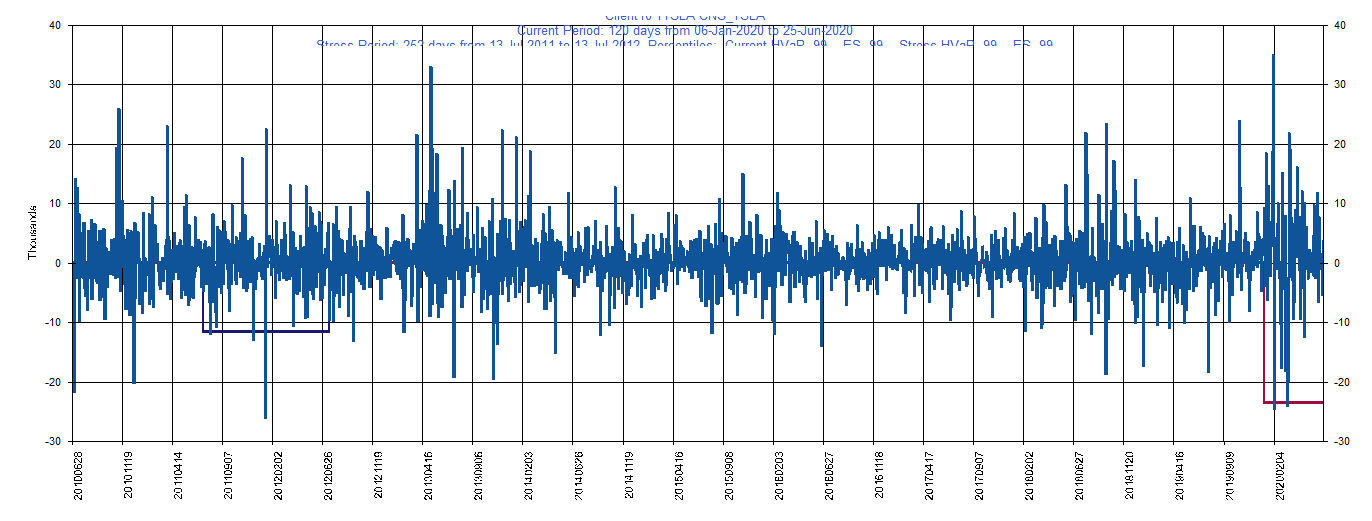 Current Period: 120 days from 06-Jan-2020 to 25-Jun-2020
Stress Period: 252 days from 13-Jul-2011 to 13-Jul-2012 Percentiles: Current HVaR 99 ES 99 Stress HVaR 99 ES 99
40 40
30 30
20 20
10 10
Thousands
0 0
-10 -10
-20 -20
-30 -30
20100628 20101119 20110414 20110907 20120202 20120626 20121119 20130416 20130906 20140203 20140626 20141119 20150416 20150908 20160203 20160627 20161118 20170417 20170907 20180202 20180627 20181120 20190416 20190909 20200204